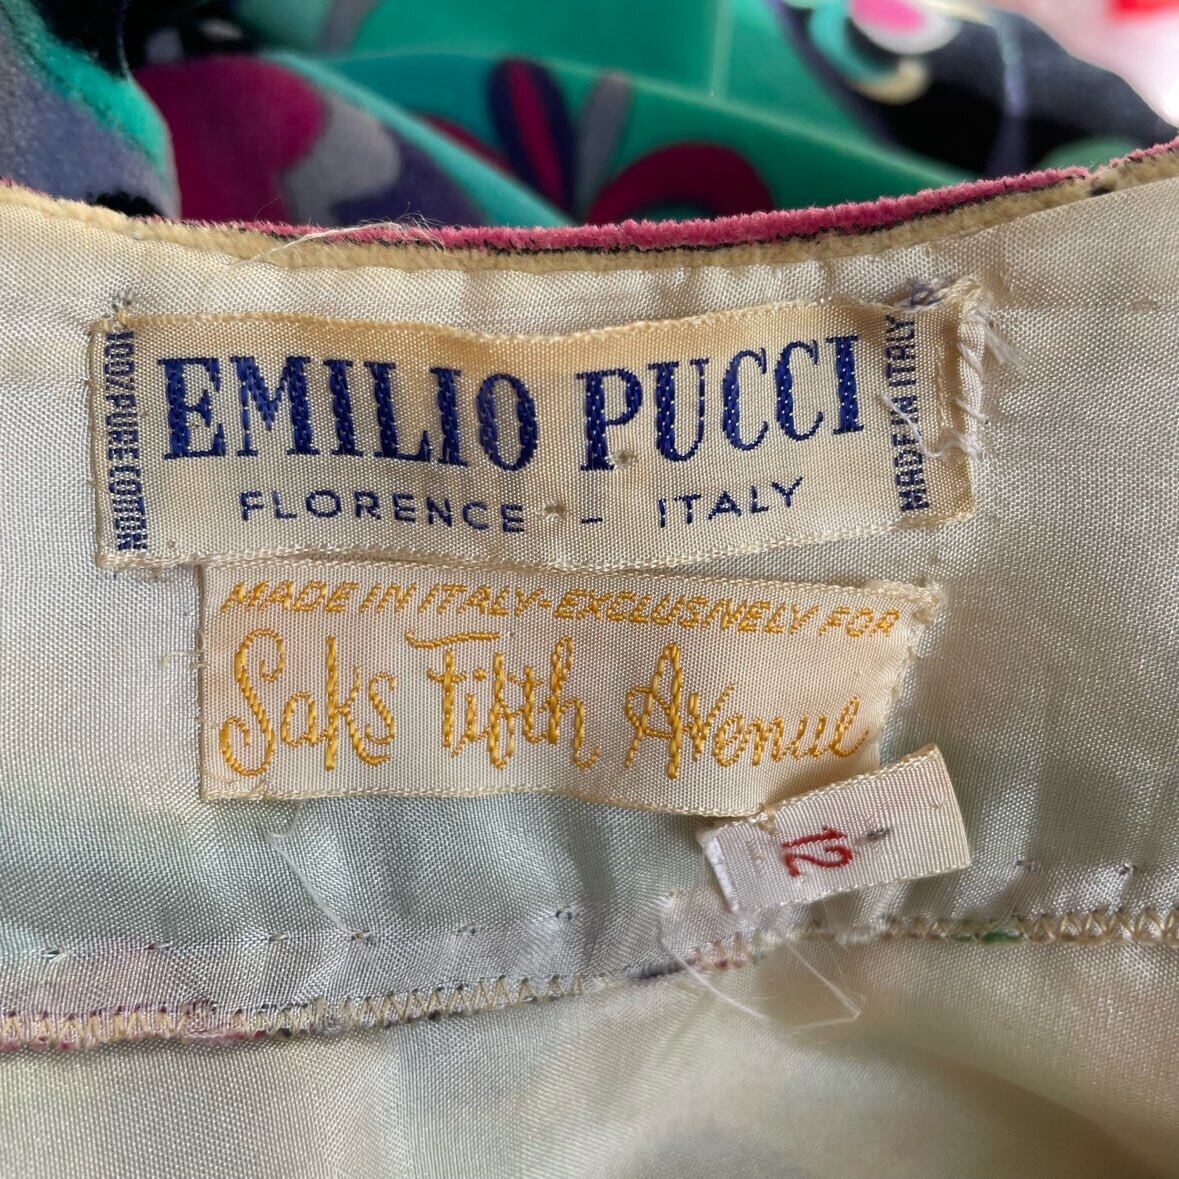 100% PURE COTTON
EMILIO PUCCI
FLORENCE - ITALY
MADE IN ITALY
MADE IN ITALY-EXCLUSIVELY FOR
Saks Fifth Avenue
12